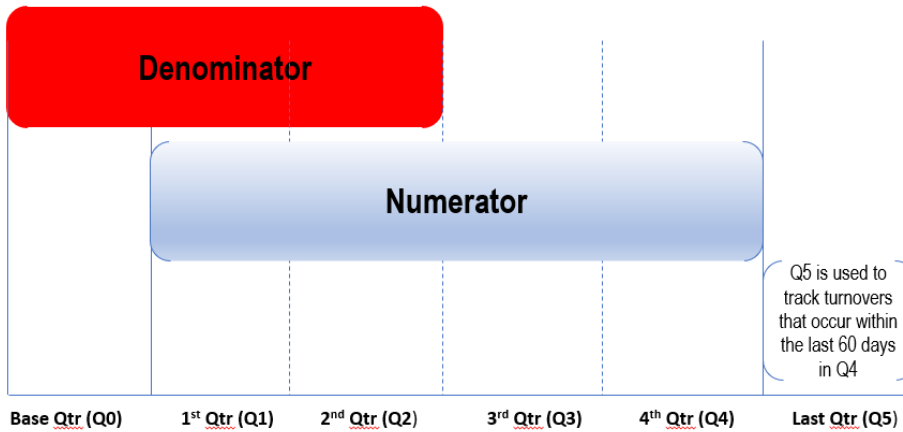 Denominator
Numerator
Q5 is used to
track turnovers
that occur within
the last 60 days
in Q4
Base Qtr (Q0) 1st Qtr (Q1) 2nd Qtr (Q2) 3rd Qtr (Q3) 4th Qtr (Q4) Last Qtr (Q5)